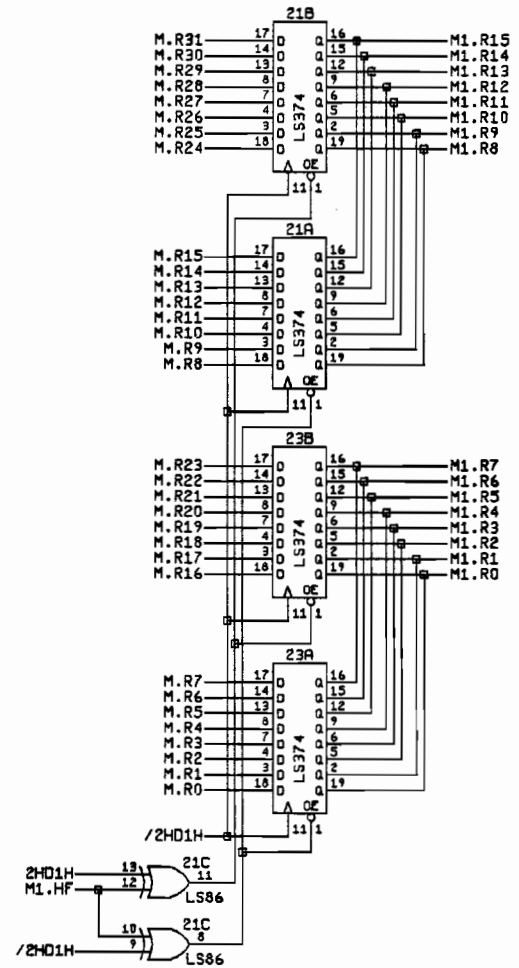 21B
M.R31 17 D Q 16 M1.R15
M.R30 14 D Q 15 M1.R14
M.R29 13 D Q 12 M1.R13
M.R28 8 D Q 9 M1.R12
M.R27 7 D Q 6 M1.R11
M.R26 4 D Q 5 M1.R10
M.R25 3 D Q 2 M1.R9
M.R24 18 D Q 19 M1.R8
LS374
OE
11 1
21A
M.R15 17 D Q 16
M.R14 14 D Q 15
M.R13 13 D Q 12
M.R12 8 D Q 9
M.R11 7 D Q 6
M.R10 4 D Q 5
M.R9 3 D Q 2
M.R8 18 D Q 19
LS374
OE
11 1
23B
M.R23 17 D Q 16 M1.R7
M.R22 14 D Q 15 M1.R6
M.R21 13 D Q 12 M1.R5
M.R20 8 D Q 9 M1.R4
M.R19 7 D Q 6 M1.R3
M.R18 4 D Q 5 M1.R2
M.R17 3 D Q 2 M1.R1
M.R16 18 D Q 19 M1.R0
LS374
OE
11 1
23A
M.R7 17 D Q 16
M.R6 14 D Q 15
M.R5 13 D Q 12
M.R4 8 D Q 9
M.R3 7 D Q 6
M.R2 4 D Q 5
M.R1 3 D Q 2
M.R0 18 D Q 19
LS374
OE
11 1
/2HD1H
21C
2HD1H 13 11
M1.HF 12
LS86
21C
10 8
/2HD1H 9
LS86